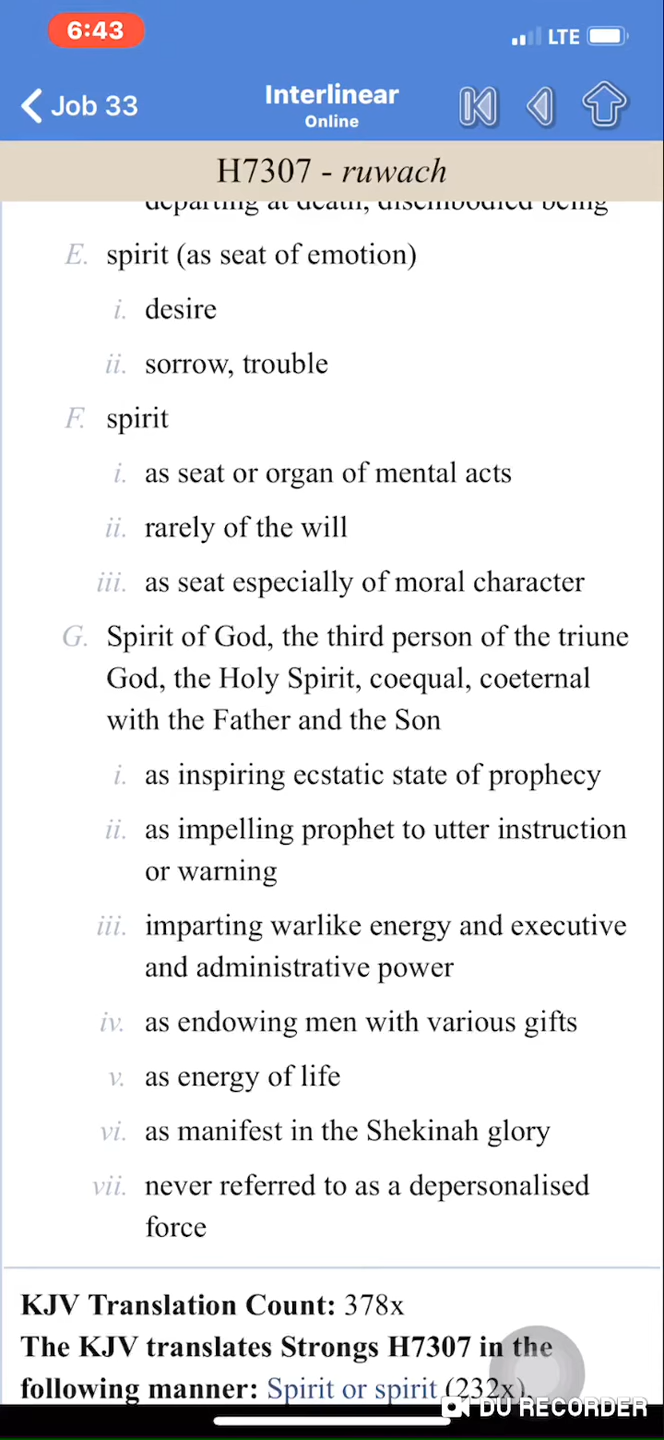 6:43
LTE
Job 33
Interlinear
Online
H7307 - ruwach
departing at death, disembodied being
E. spirit (as seat of emotion)
i. desire
ii. sorrow, trouble
F. spirit
i. as seat or organ of mental acts
ii. rarely of the will
iii. as seat especially of moral character
G. Spirit of God, the third person of the triune
God, the Holy Spirit, coequal, coeternal
with the Father and the Son
i. as inspiring ecstatic state of prophecy
ii. as impelling prophet to utter instruction
or warning
iii. imparting warlike energy and executive
and administrative power
iv. as endowing men with various gifts
v. as energy of life
vi. as manifest in the Shekinah glory
vii. never referred to as a depersonalised
force
KJV Translation Count: 378x
The KJV translates Strongs H7307 in the
following manner: Spirit or spirit (232x),
DU RECORDER